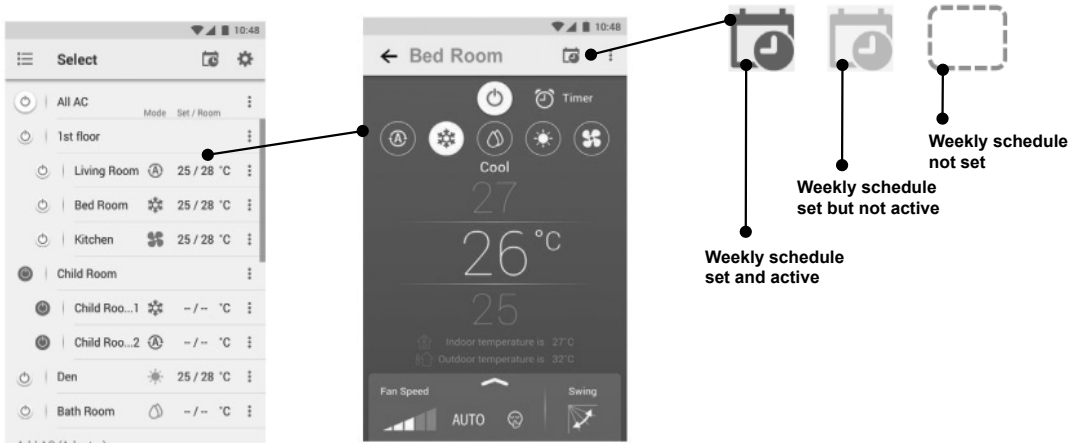 10:48
Select
All AC
Mode Set / Room
1st floor
Living Room A 25 / 28 °C
Bed Room 25 / 28 °C
Kitchen 25 / 28 °C
Child Room
Child Roo...1 -- / -- °C
Child Roo...2 A -- / -- °C
Den 25 / 28 °C
Bath Room -- / -- °C
10:48
Bed Room
Timer
A
Cool
27
26 °C
25
Indoor temperature is 27°C
Outdoor temperature is 32°C
Fan Speed
Swing
AUTO
Weekly schedule
set and active
Weekly schedule
set but not active
Weekly schedule
not set